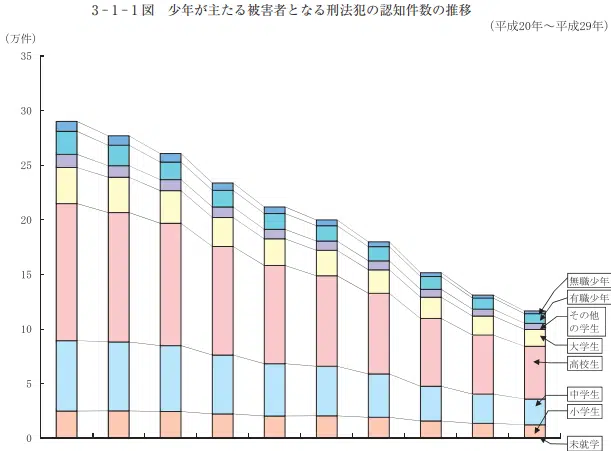 3－1－1図　少年が主たる被害者となる刑法犯の認知件数の推移
（平成20年～平成29年）
（万件）
35
30
25
20
15
10
5
0
無職少年
有職少年
その他
の学生
大学生
高校生
中学生
小学生
未就学